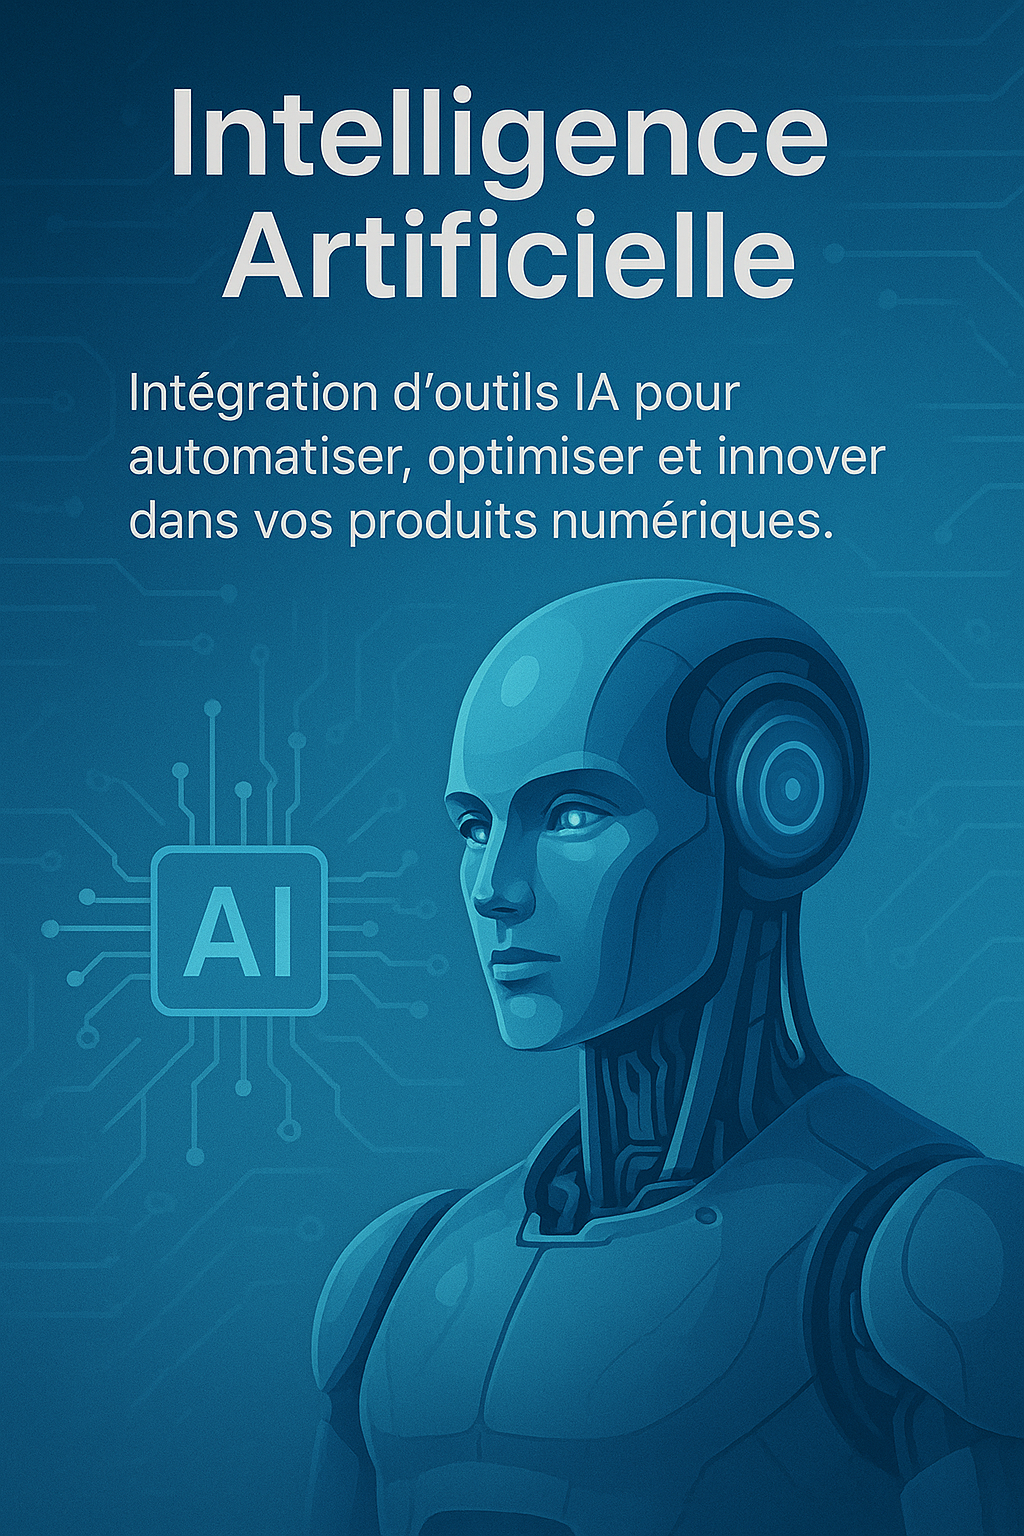 Intelligence
Artificielle
Intégration d’outils IA pour
automatiser, optimiser et innover
dans vos produits numériques.
AI